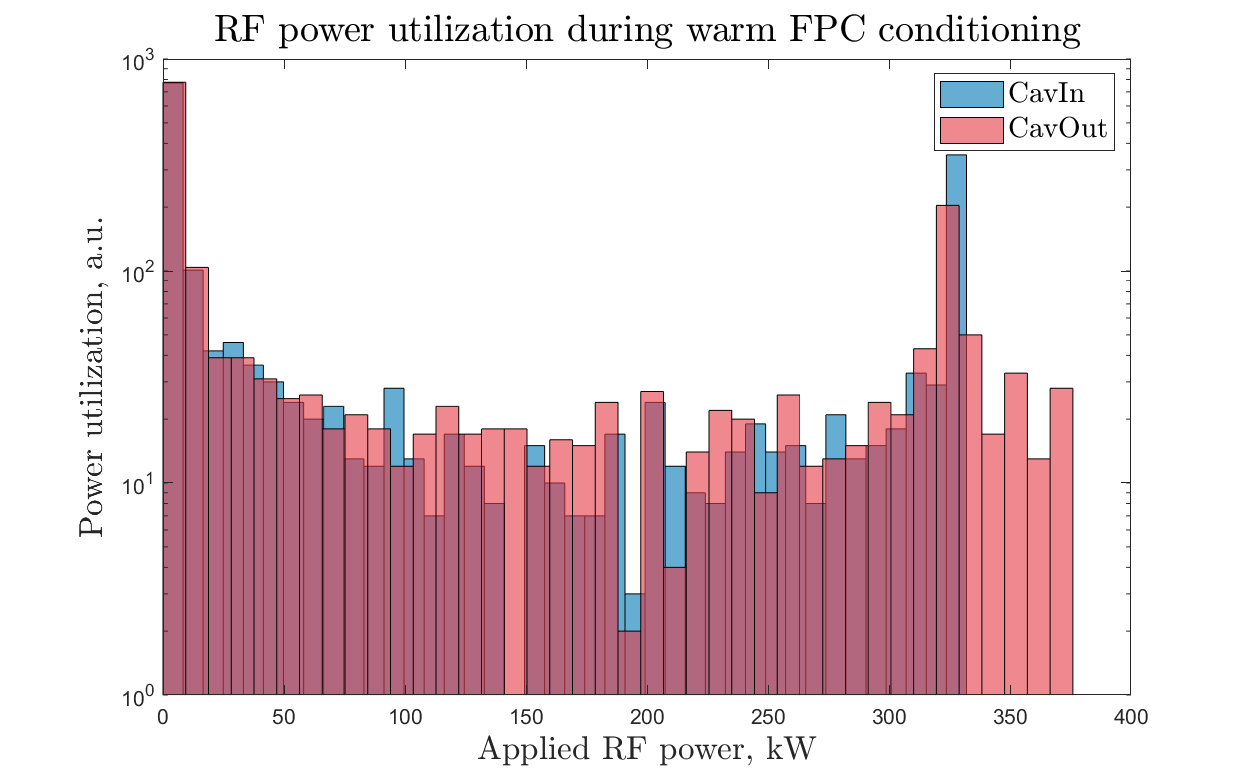 RF power utilization during warm FPC conditioning
10^3
CavIn
CavOut
10^2
Power utilization, a.u.
10^1
10^0
0 50 100 150 200 250 300 350 400
Applied RF power, kW